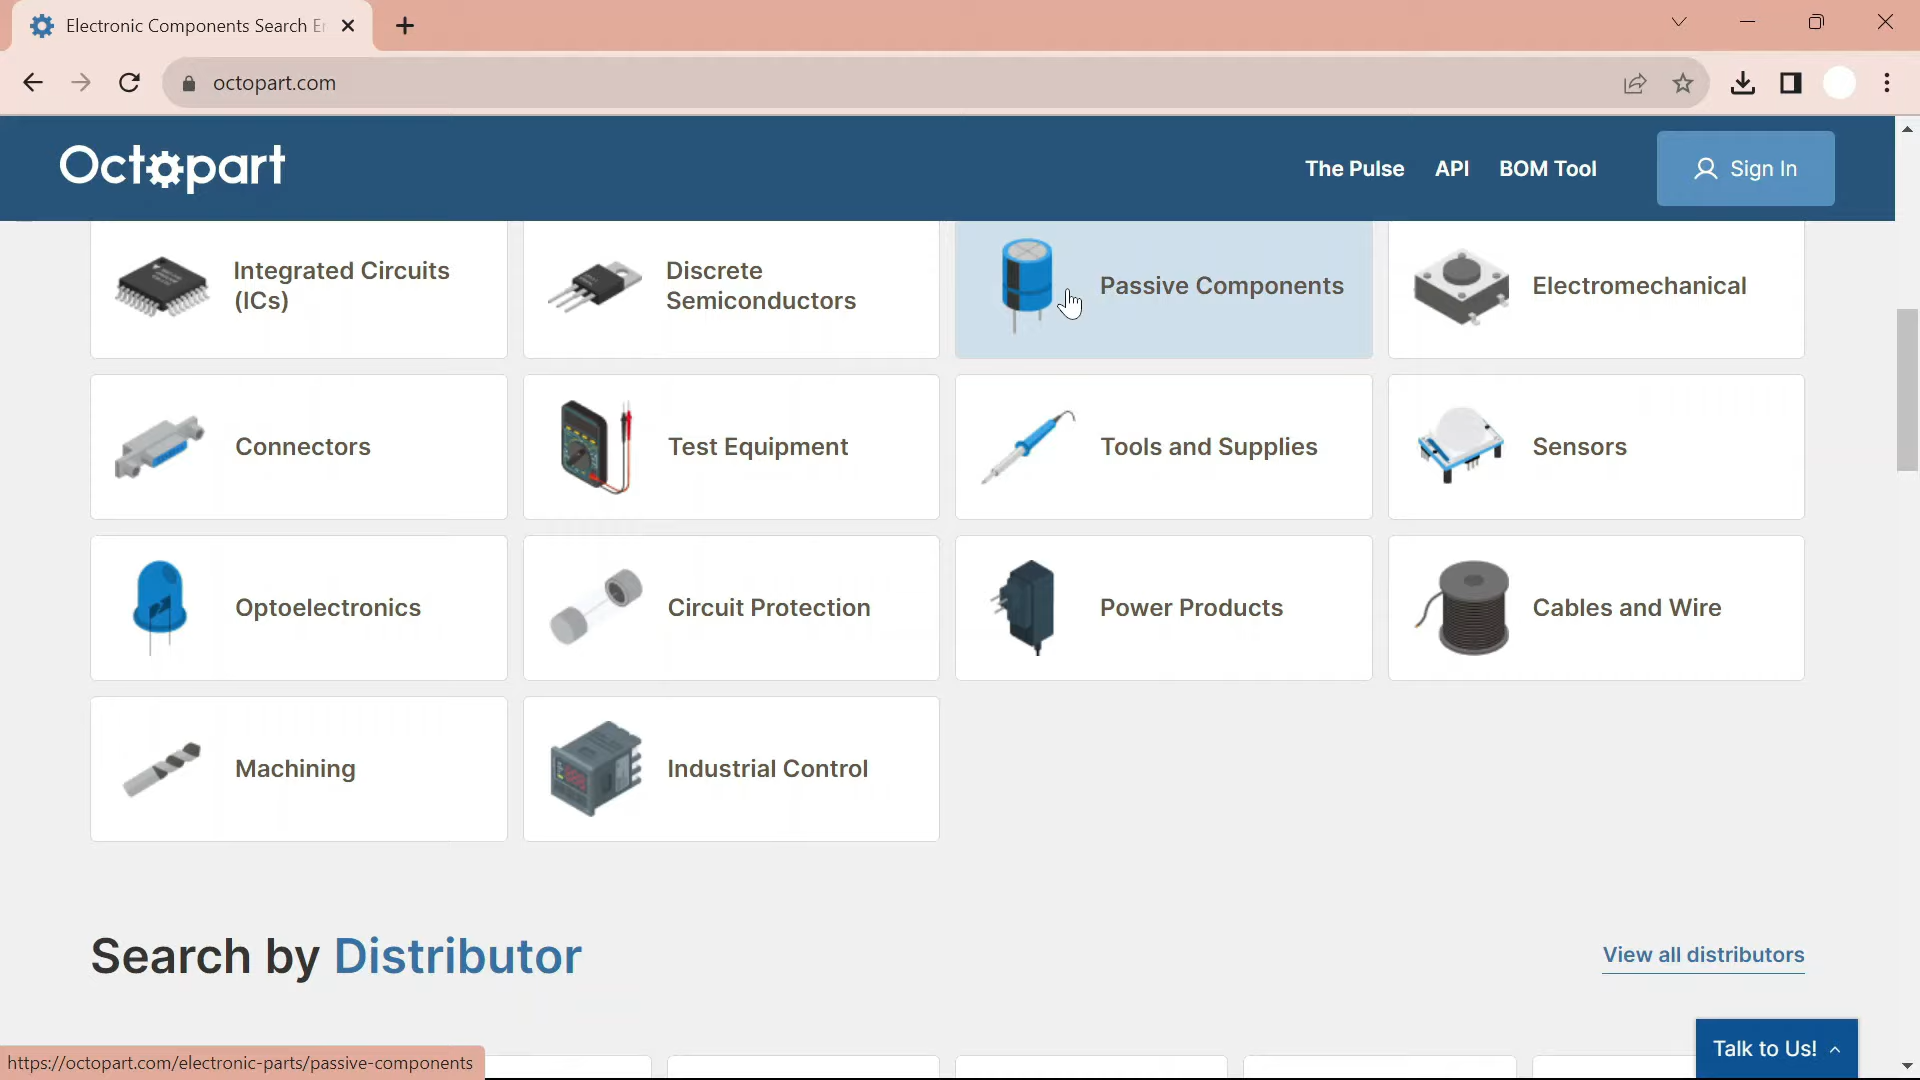 Electronic Components Search E
octopart.com
Octopart
The Pulse API BOM Tool Sign In
Integrated Circuits
(ICs)
Discrete
Semiconductors
Passive Components
Electromechanical
Connectors
Test Equipment
Tools and Supplies
Sensors
Optoelectronics
Circuit Protection
Power Products
Cables and Wire
Machining
Industrial Control
Search by Distributor
View all distributors
Talk to Us!
https://octopart.com/electronic-parts/passive-components